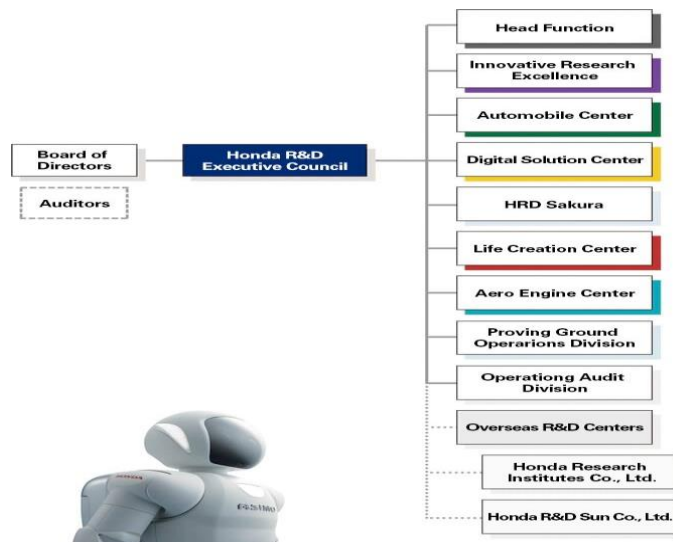 Head Function
Innovative Research
Excellence
Automobile Center
Board of
Directors
Honda R&D
Executive Council
Digital Solution Center
Auditors
HRD Sakura
Life Creation Center
Aero Engine Center
Proving Ground
Operarions Division
Operationg Audit
Division
Overseas R&D Centers
Honda Research
Institutes Co., Ltd.
Honda R&D Sun Co., Ltd.
HONDA
ASIMO